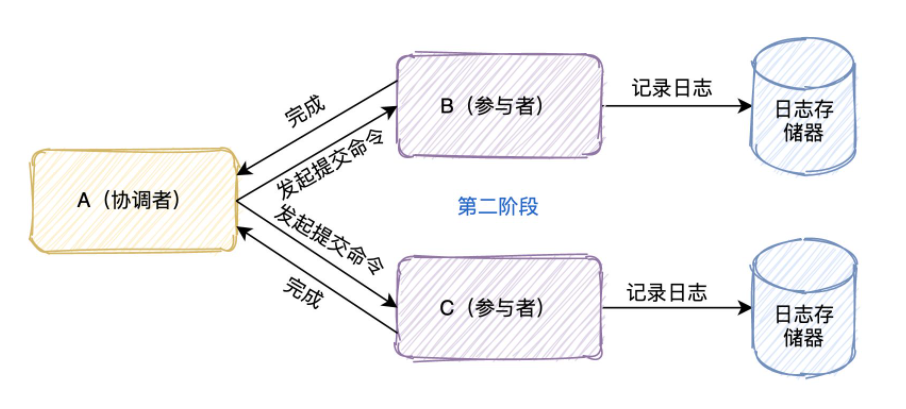 完成
B（参与者）
记录日志
日志存
储器
发起提交命令
A（协调者）
第二阶段
发起提交命令
完成
C（参与者）
记录日志
日志存
储器